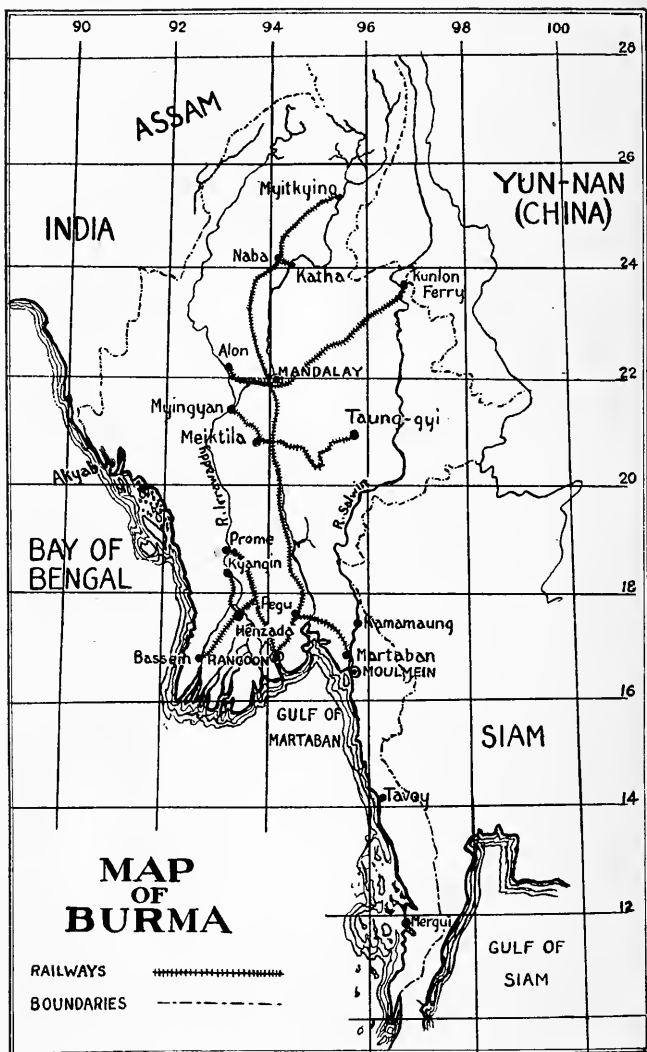 90 92 94 96 98 100
28
ASSAM
26
Myitkyino
YUN-NAN
(CHINA)
INDIA
Naba
Katha
24
Kunlon
Ferry
Alon
MANDALAY
22
Myingyan
Taung-gyi
Meiktila
Akyab
R. Irrawaddy
R. Salwin
20
BAY OF
BENGAL
Prome
Kyangin
18
Pegu
Henzada
Kamamaung
Bassein
RANGOON
Martaban
MOULMEIN
16
GULF OF
MARTABAN
SIAM
Tavoy
14
MAP
OF
BURMA
12
Mergui
GULF OF
SIAM
RAILWAYS
BOUNDARIES